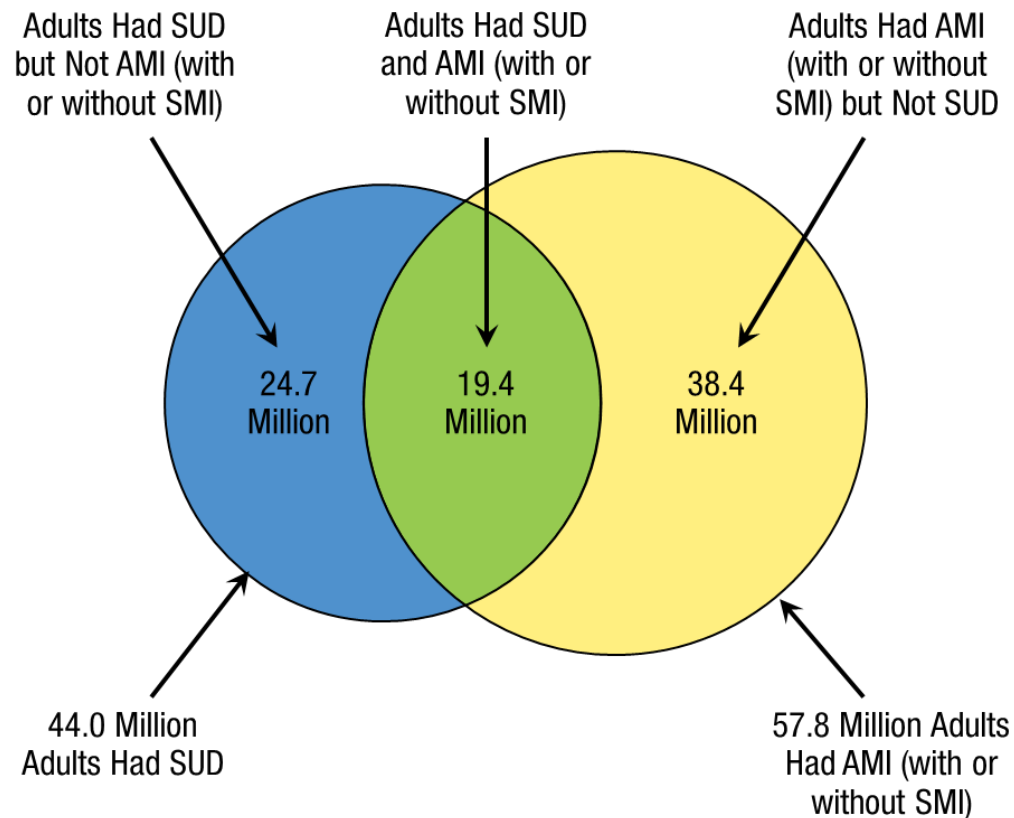 Adults Had SUD
but Not AMI (with
or without SMI)
Adults Had SUD
and AMI (with or
without SMI)
Adults Had AMI
(with or without
SMI) but Not SUD
24.7
Million
19.4
Million
38.4
Million
44.0 Million
Adults Had SUD
57.8 Million Adults
Had AMI (with or
without SMI)